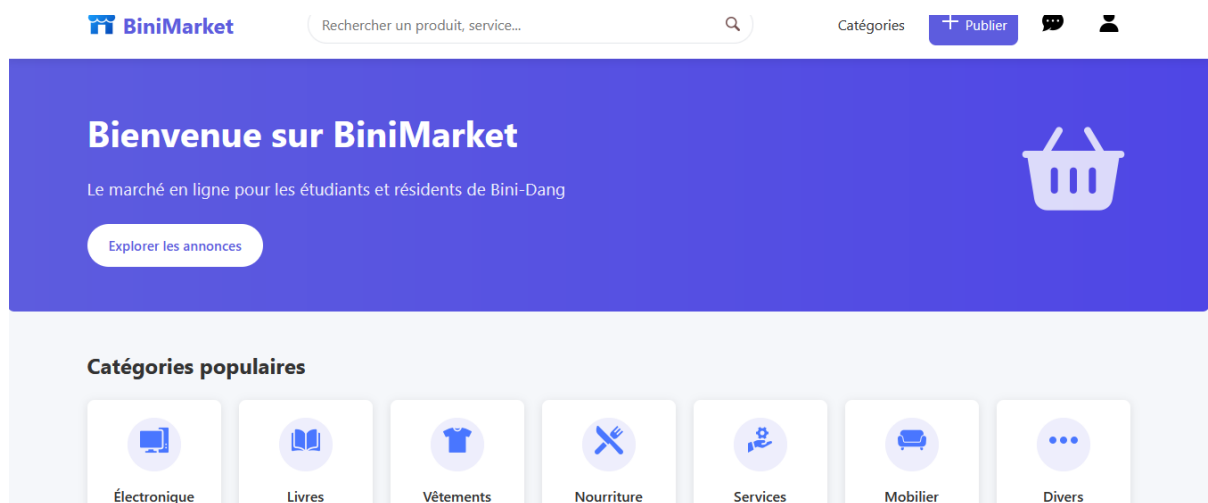 BiniMarket
Rechercher un produit, service...
Catégories
Publier
Bienvenue sur BiniMarket
Le marché en ligne pour les étudiants et résidents de Bini-Dang
Explorer les annonces
Catégories populaires
Électronique
Livres
Vêtements
Nourriture
Services
Mobilier
Divers